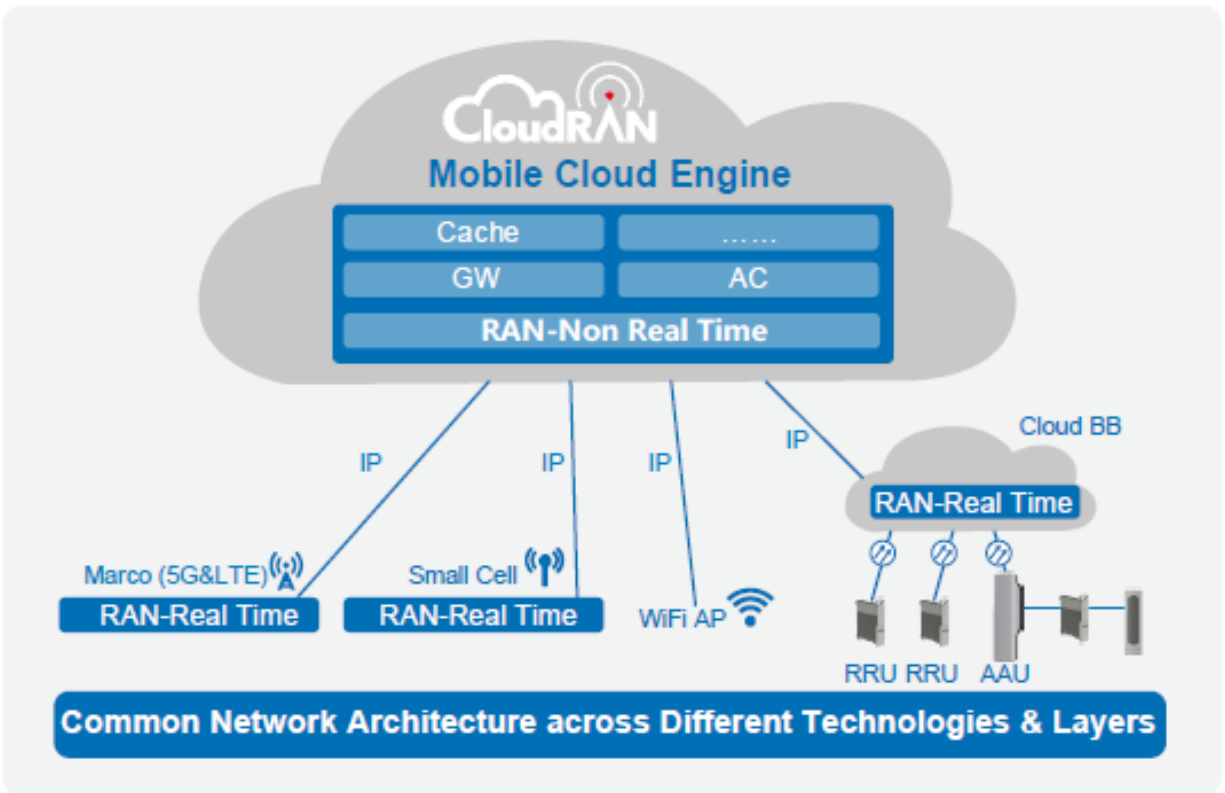 CloudRAN
Mobile Cloud Engine
Cache
……
GW
AC
RAN-Non Real Time
IP
IP
IP
IP
Cloud BB
RAN-Real Time
Marco (5G&LTE)
RAN-Real Time
Small Cell
RAN-Real Time
WiFi AP
RRU
RRU
AAU
Common Network Architecture across Different Technologies & Layers